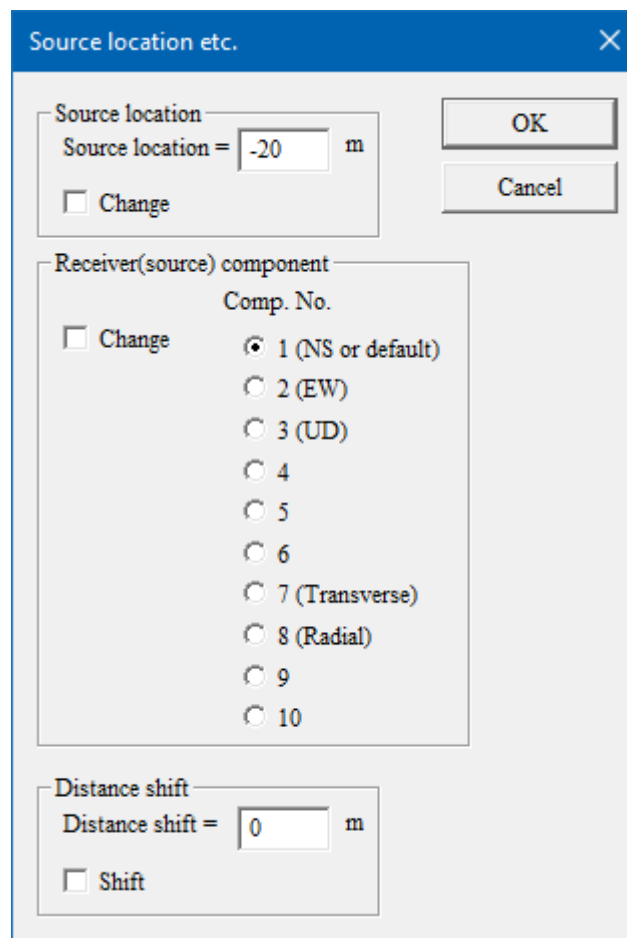 Source location etc.
Source location
Source location = -20 m
OK
Change
Cancel
Receiver(source) component
Comp. No.
Change
1 (NS or default)
2 (EW)
3 (UD)
4
5
6
7 (Transverse)
8 (Radial)
9
10
Distance shift
Distance shift = 0 m
Shift